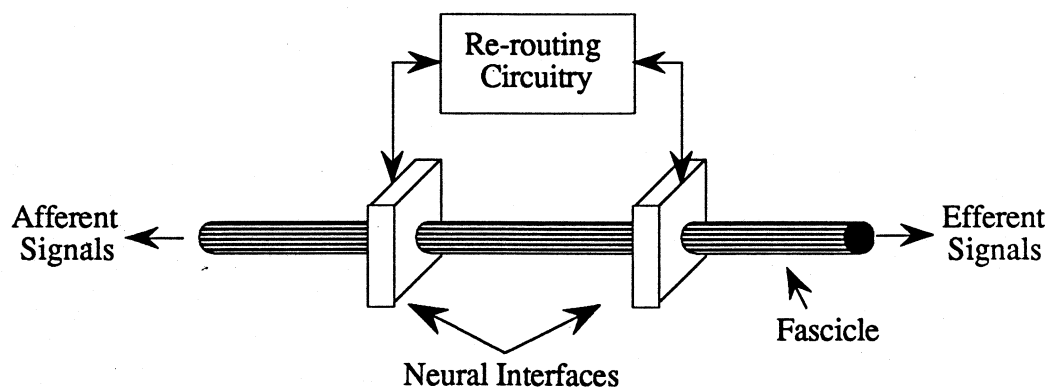 Re-routing
Circuitry
Afferent
Signals
Efferent
Signals
Fascicle
Neural Interfaces